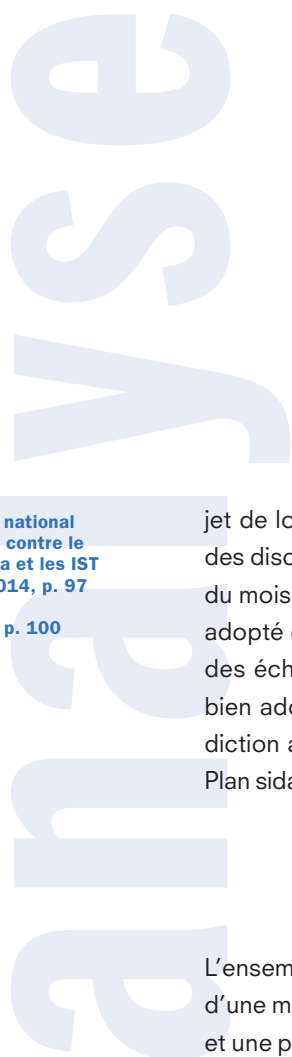 analyse
national
contre le
a et les IST
014, p. 97
p. 100
jet de lo
des disc
du mois
adopté
des éch
bien ado
diction a
Plan sida
L'ensem
d'une m
et une p